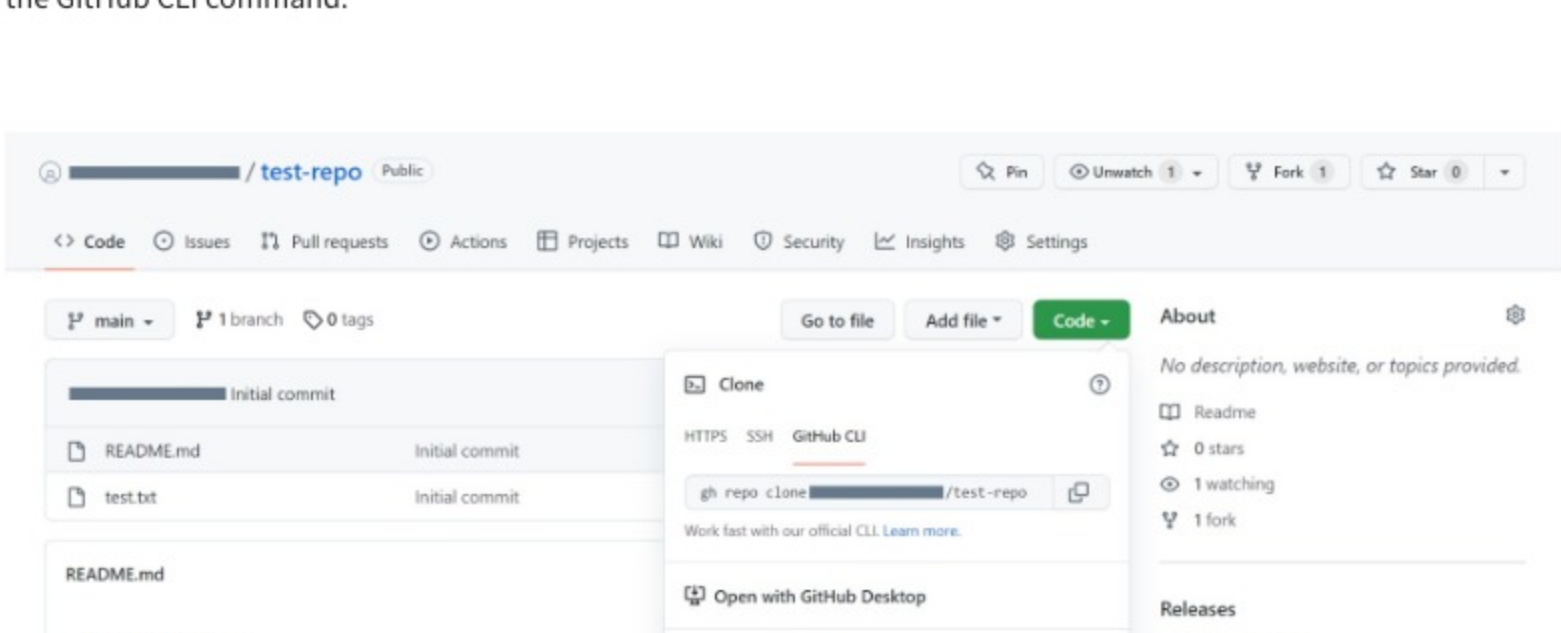 the GitHub CLI command.
/ test-repo Public
Pin Unwatch 1 Fork 1 Star 0
Code Issues Pull requests Actions Projects Wiki Security Insights Settings
main 1 branch 0 tags Go to file Add file Code
About
No description, website, or topics provided.
Initial commit
Clone
Readme
HTTPS SSH GitHub CLI
README.md Initial commit
0 stars
1 watching
test.txt Initial commit
gh repo clone /test-repo
1 fork
Work fast with our official CLI. Learn more.
README.md
Open with GitHub Desktop
Releases